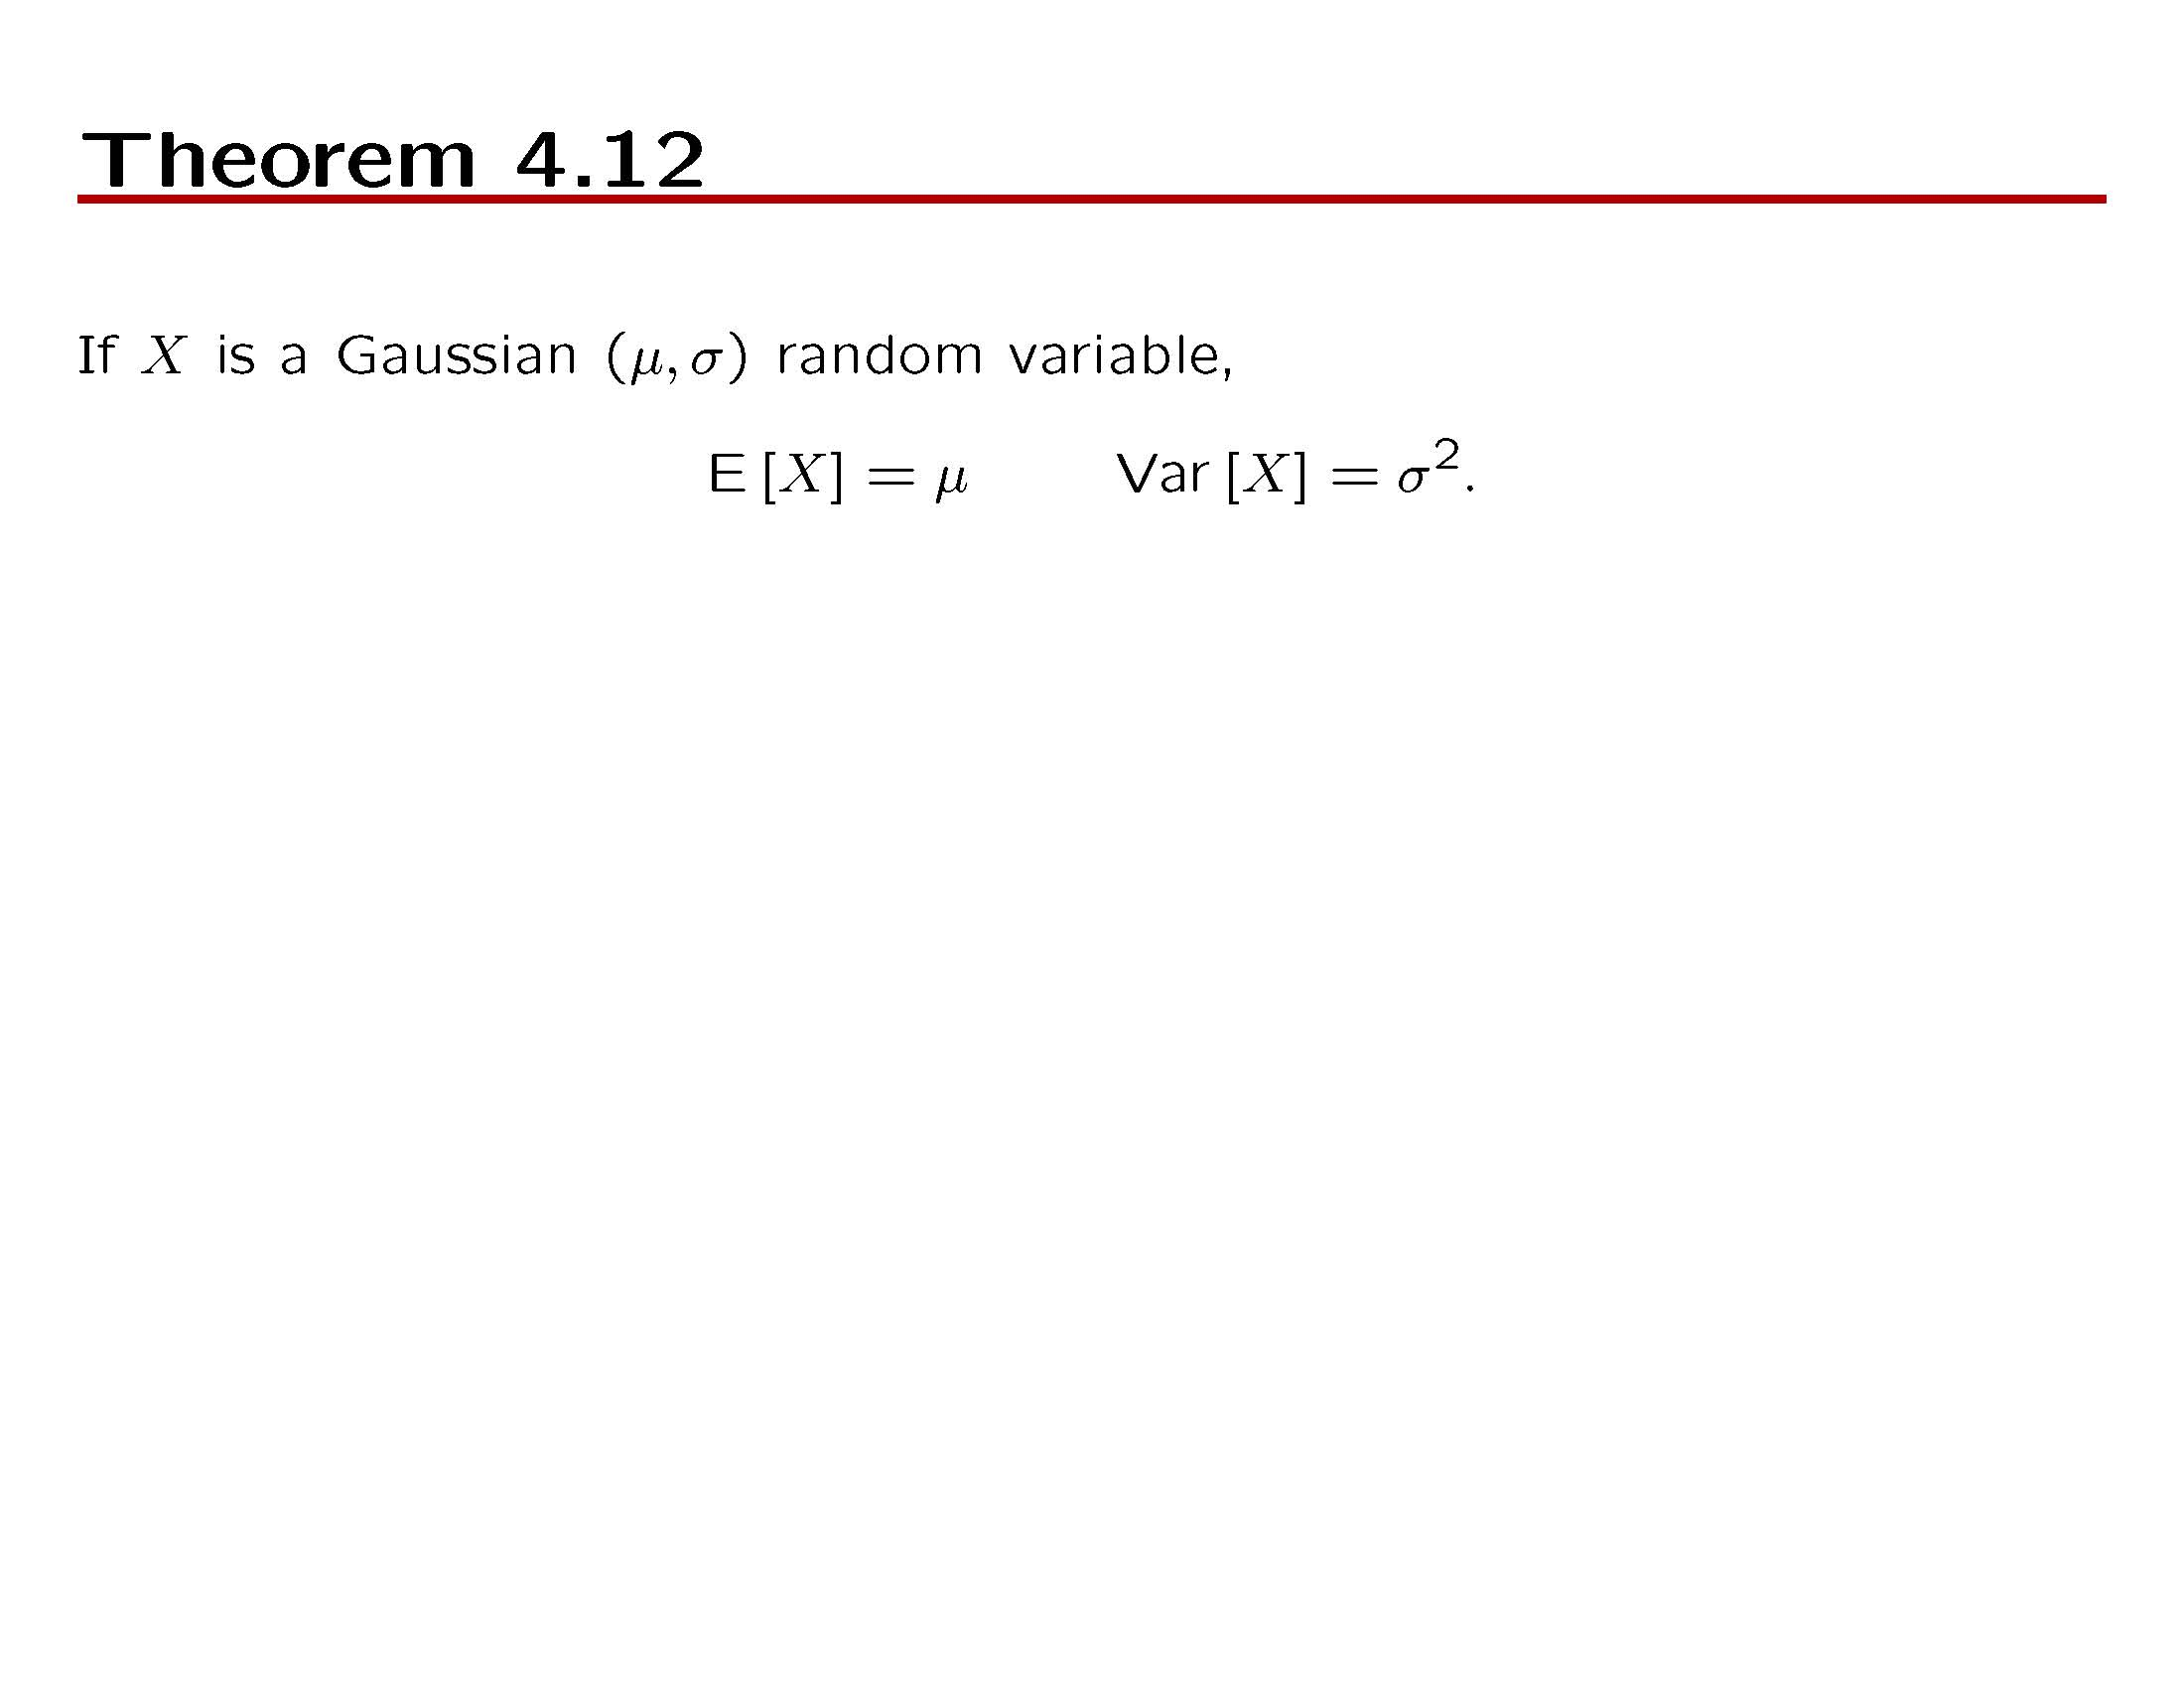 Theorem 4.12
If X is a Gaussian (μ, σ) random variable,
E [X] = μ Var [X] = σ².